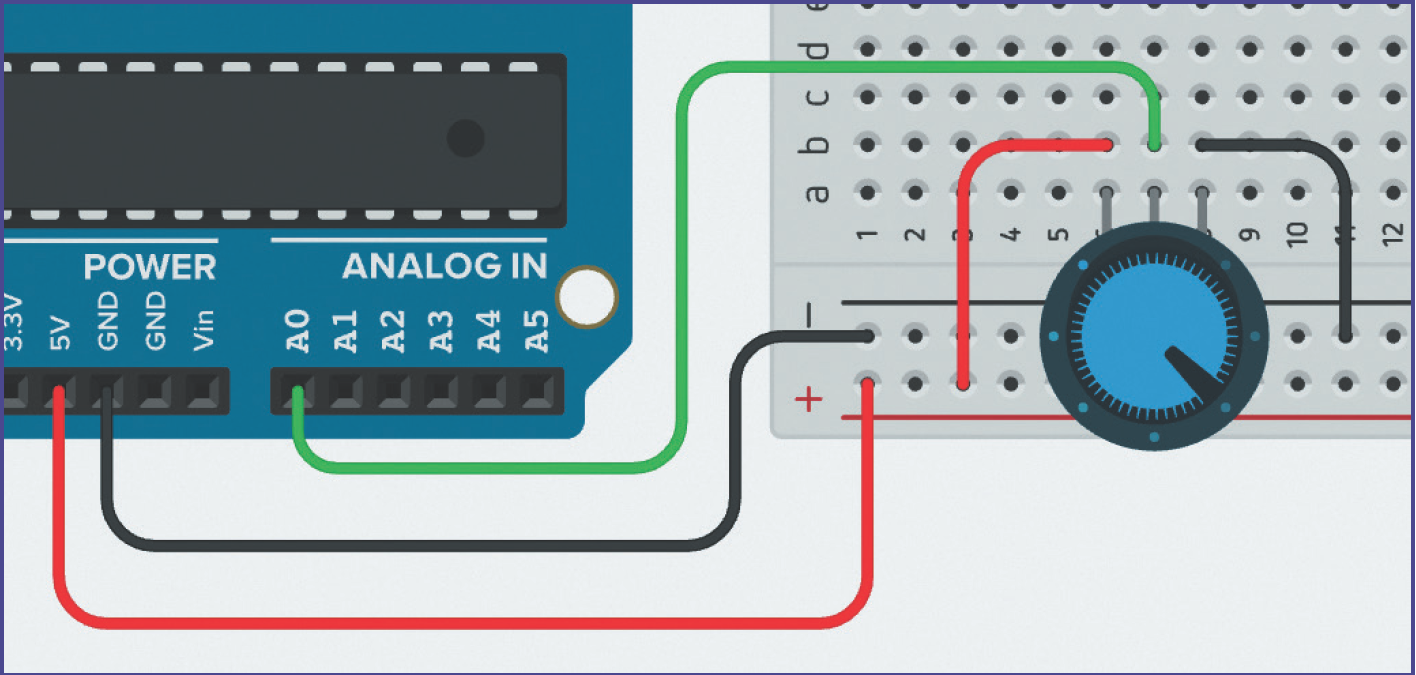 e
d
c
b
a
1 2 3 4 5 9 10 11 12
POWER
ANALOG IN
3.3V 5V GND GND Vin
A0 A1 A2 A3 A4 A5
−
+